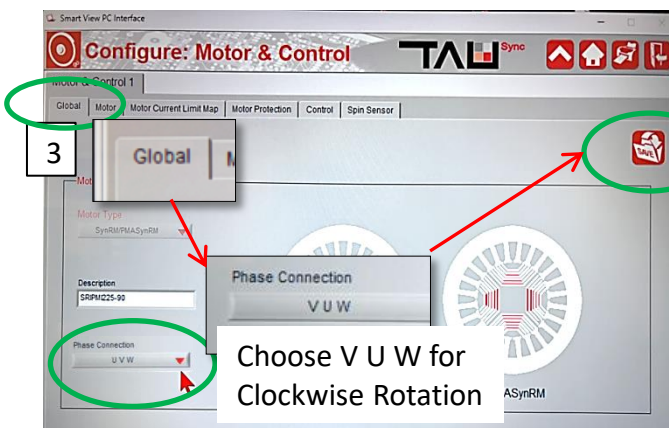 Smart View PC Interface
Configure: Motor & Control
TAU Sync
Motor & Control 1
Global Motor Motor Current Limit Map Motor Protection Control Spin Sensor
3
Global
SAVE
Motor Type
SynRM/PMASynRM
Description
SRIPM225-90
Phase Connection
V U W
Phase Connection
U V W
Choose V U W for
Clockwise Rotation
ASynRM